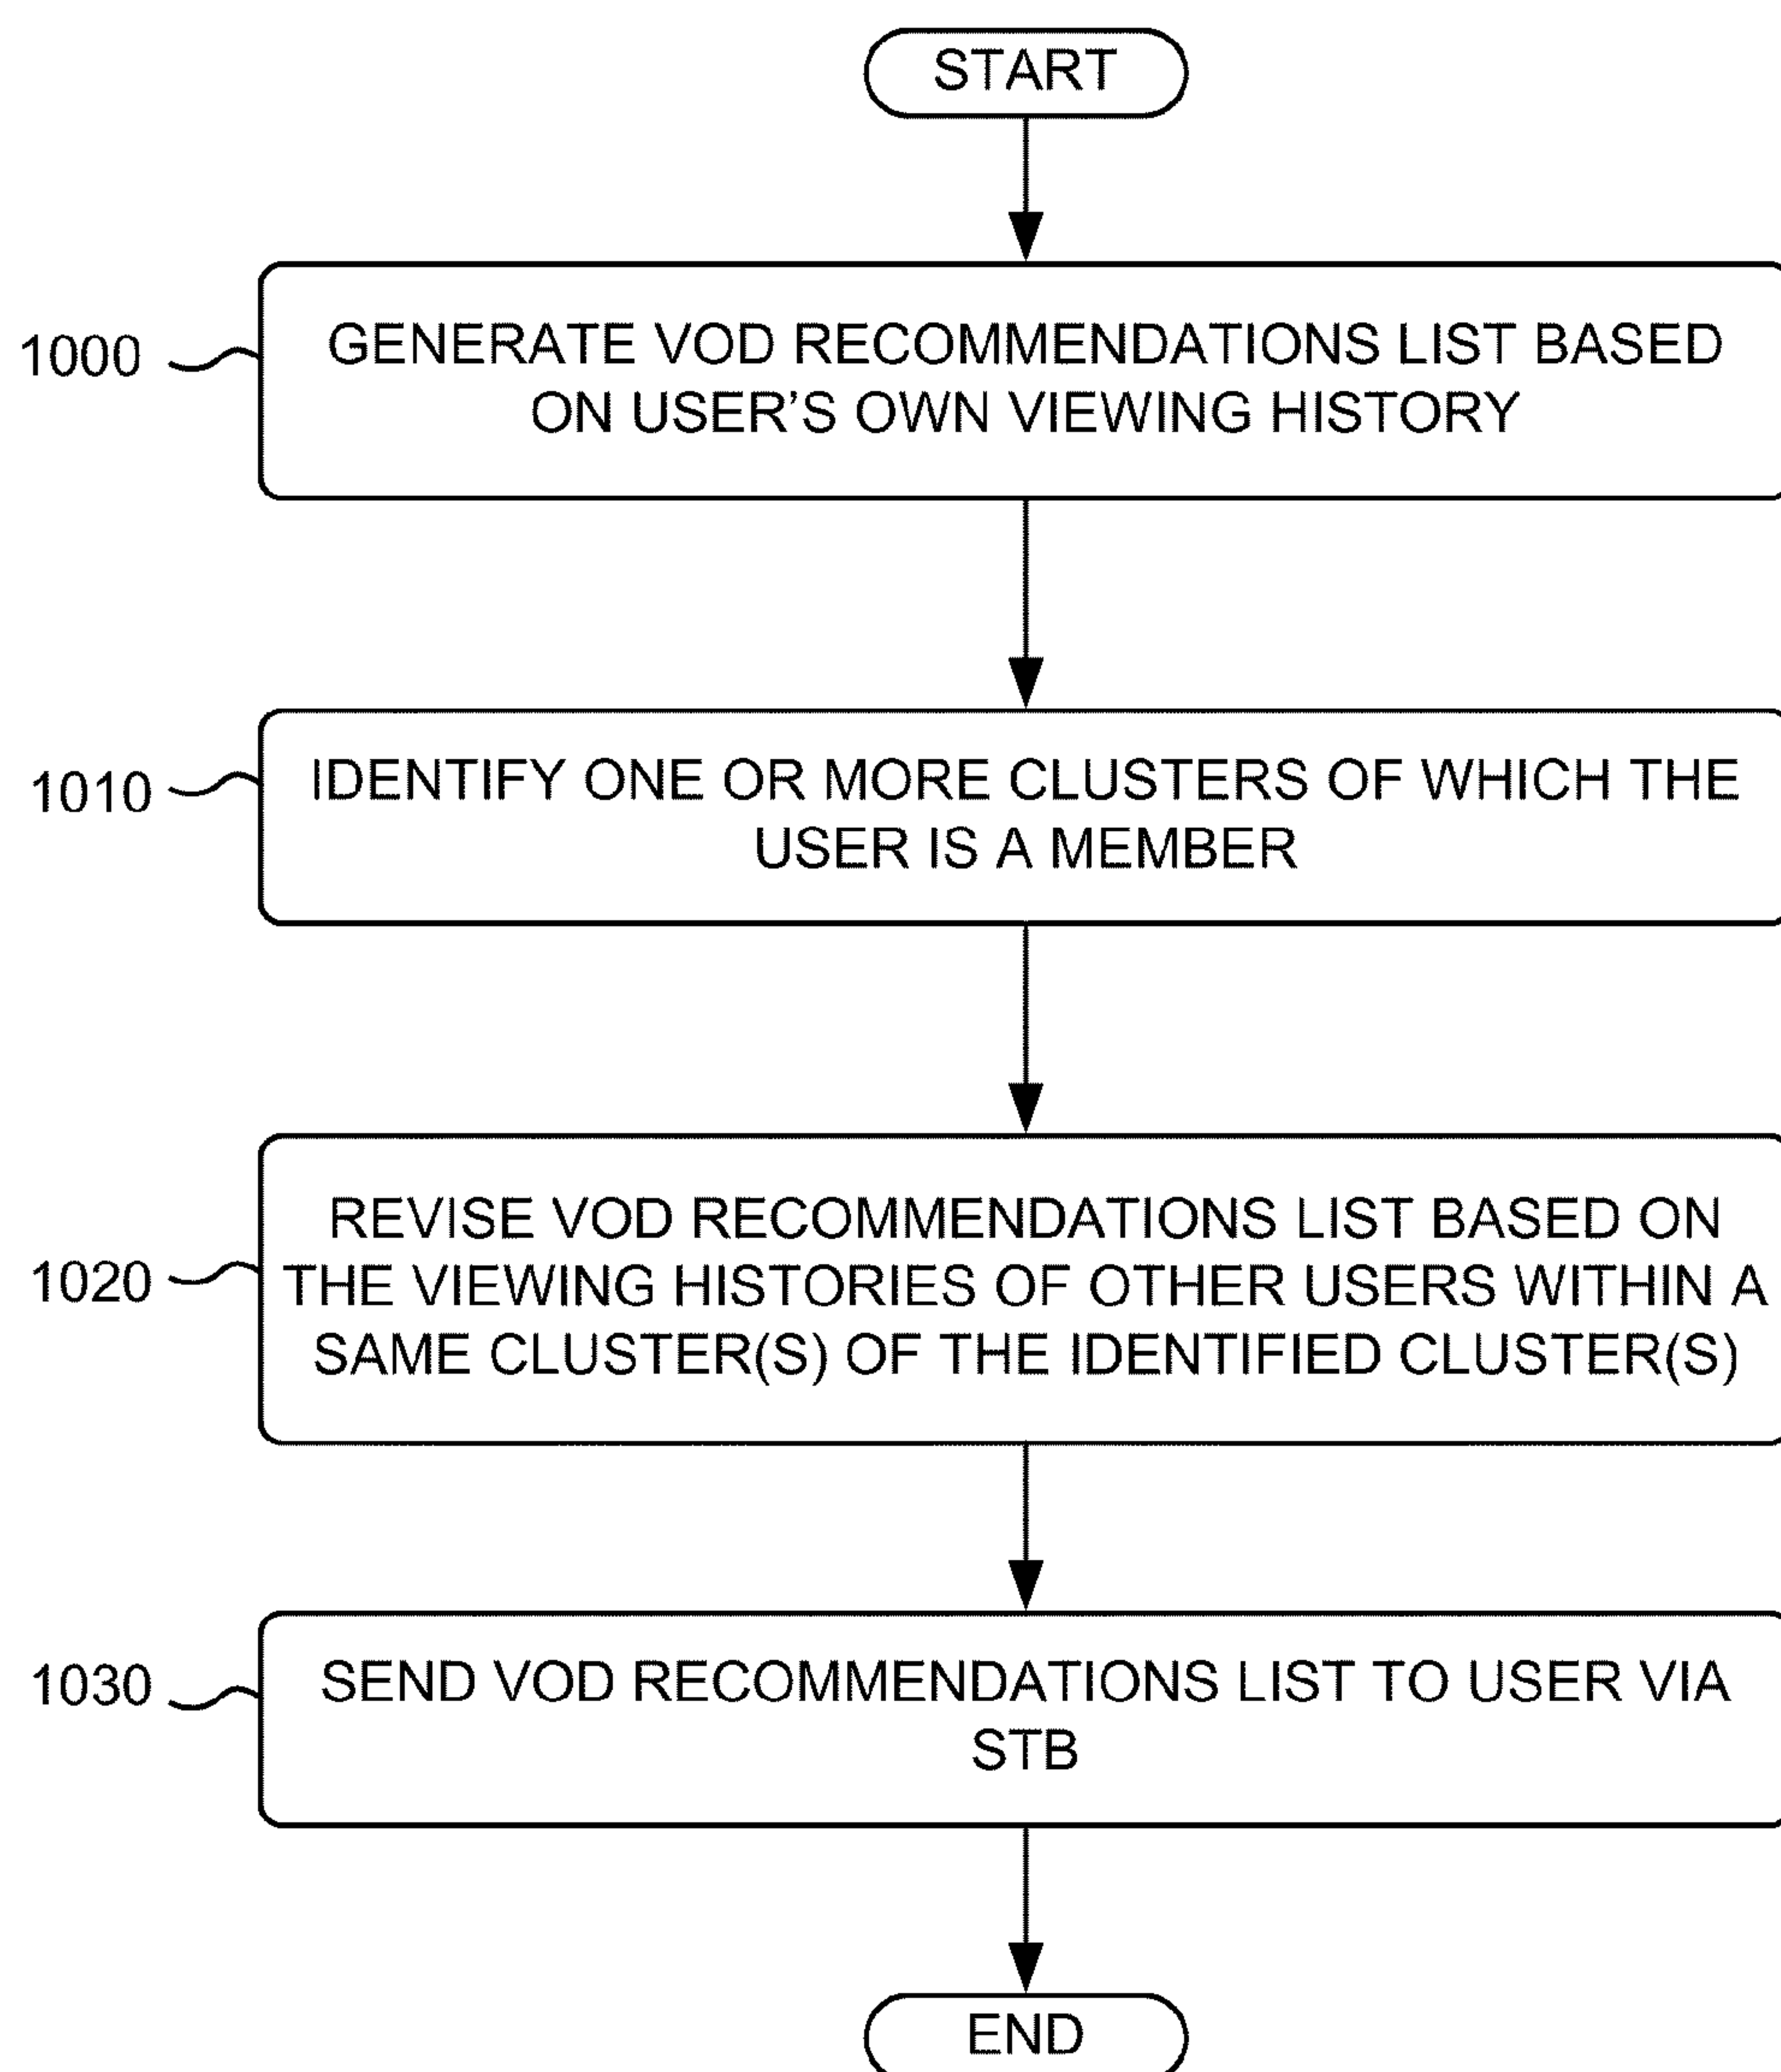 START
1000
GENERATE VOD RECOMMENDATIONS LIST BASED
ON USER'S OWN VIEWING HISTORY
1010
IDENTIFY ONE OR MORE CLUSTERS OF WHICH THE
USER IS A MEMBER
1020
REVISE VOD RECOMMENDATIONS LIST BASED ON
THE VIEWING HISTORIES OF OTHER USERS WITHIN A
SAME CLUSTER(S) OF THE IDENTIFIED CLUSTER(S)
1030
SEND VOD RECOMMENDATIONS LIST TO USER VIA
STB
END